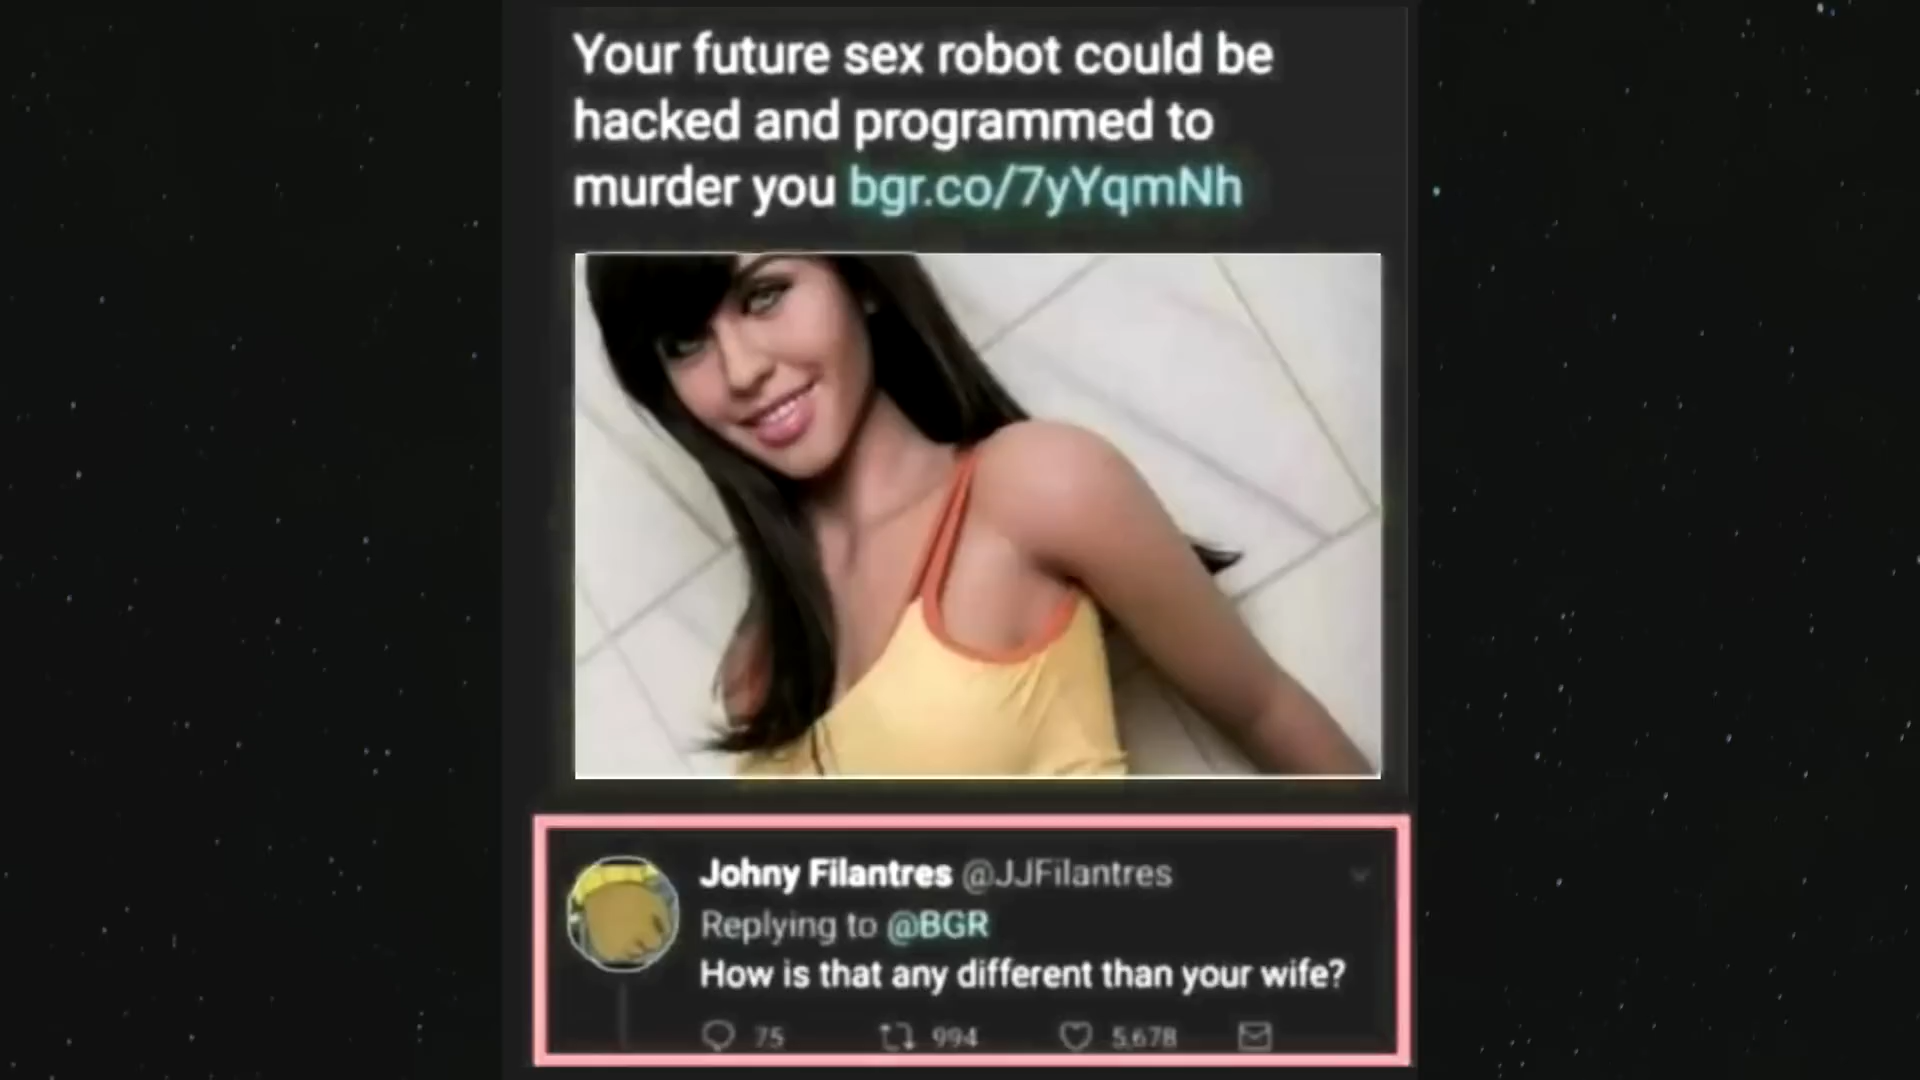 Your future sex robot could be
hacked and programmed to
murder you bgr.co/7yYqmNh
Johny Filantres @JJFilantres
Replying to @BGR
How is that any different than your wife?
75 994 5,678